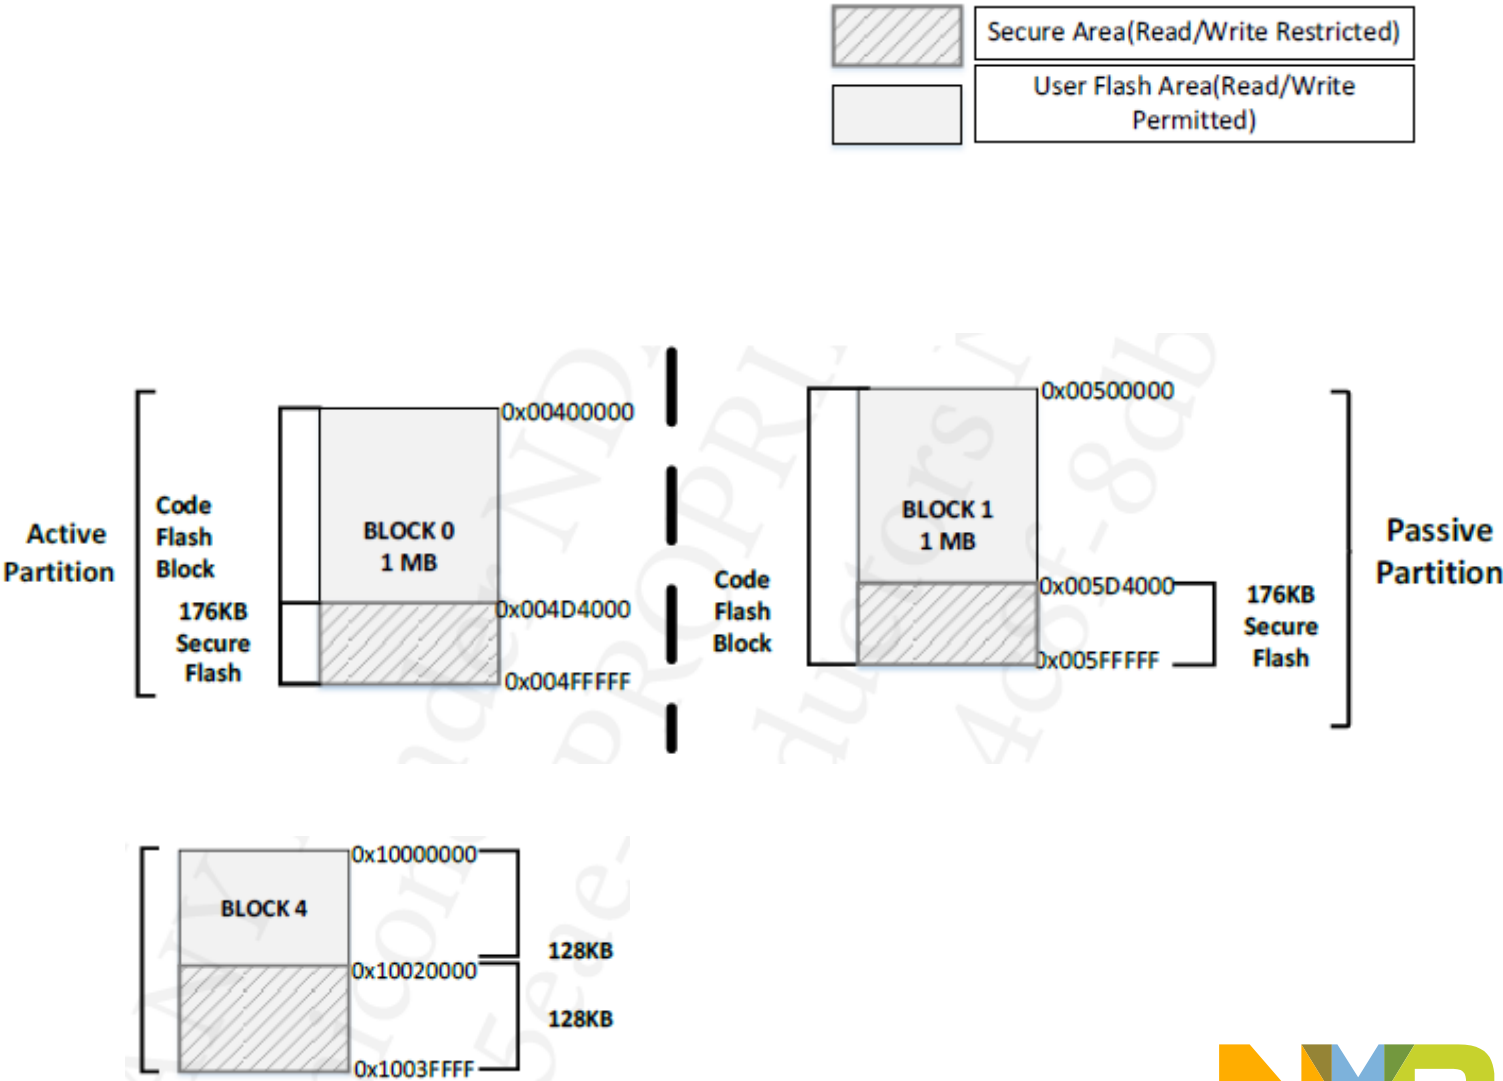 Secure Area(Read/Write Restricted)
User Flash Area(Read/Write
Permitted)
0x00400000
Code
Flash
Block
BLOCK 0
1 MB
Active
Partition
0x004D4000
176KB
Secure
Flash
0x004FFFFF
0x00500000
BLOCK 1
1 MB
Code
Flash
Block
0x005D4000
176KB
Secure
Flash
0x005FFFFF
Passive
Partition
0x10000000
BLOCK 4
128KB
0x10020000
128KB
0x1003FFFF